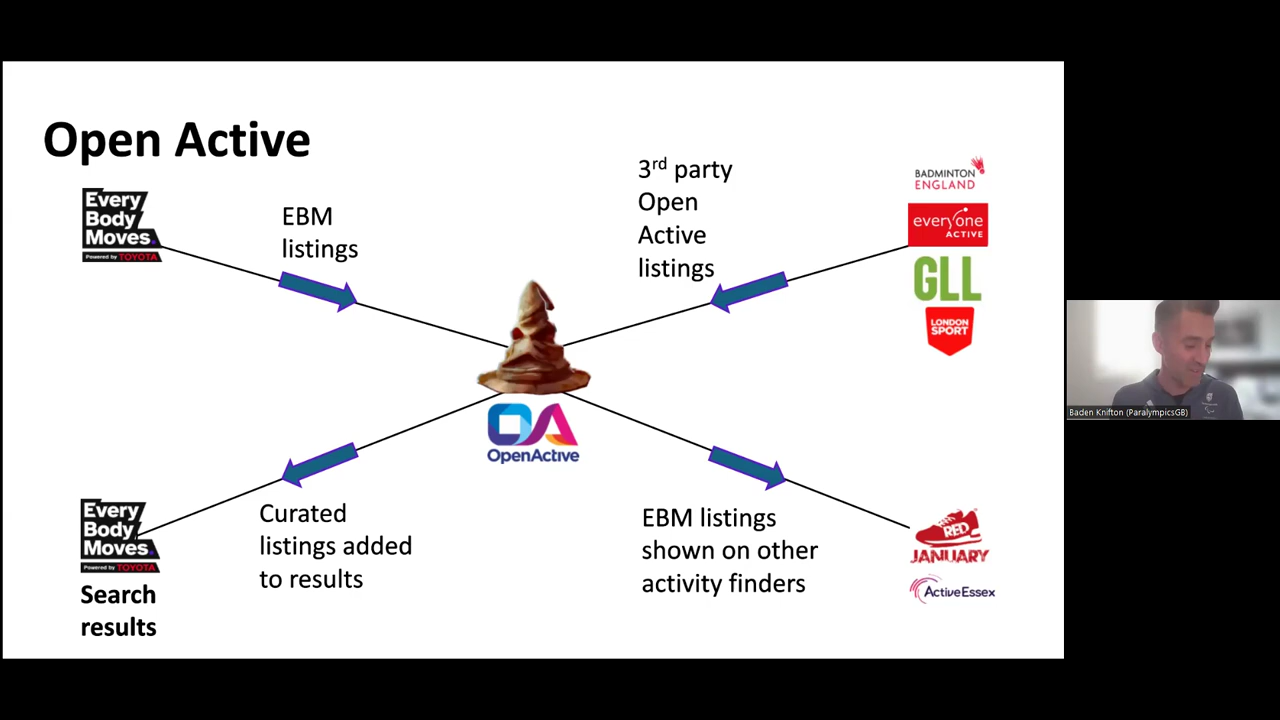 Open Active
Every
Body
Moves.
Powered by TOYOTA
EBM
listings
3rd party
Open
Active
listings
BADMINTON
ENGLAND
everyone
ACTIVE
GLL
LONDON
SPORT
OA
OpenActive
Every
Body
Moves.
Powered by TOYOTA
Search
results
Curated
listings added
to results
EBM listings
shown on other
activity finders
RED
JANUARY
ActiveEssex
Baden Knifton (ParalympicsGB)